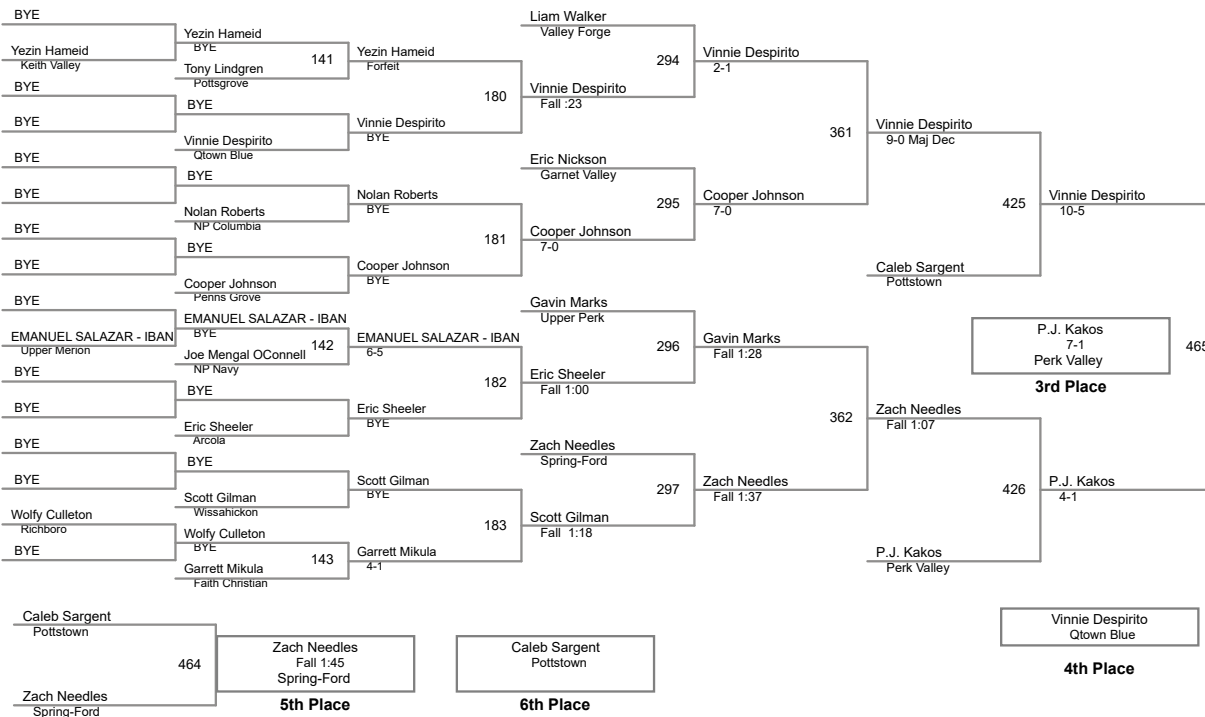 BYE
Yezin Hameid
Keith Valley
BYE
BYE
BYE
BYE
BYE
BYE
BYE
EMANUEL SALAZAR - IBAN
Upper Merion
BYE
BYE
BYE
BYE
Wolfy Culleton
Richboro
BYE
Yezin Hameid
BYE
141
Tony Lindgren
Pottsgrove
BYE
Vinnie Despirito
Qtown Blue
BYE
Nolan Roberts
NP Columbia
BYE
Cooper Johnson
Penns Grove
EMANUEL SALAZAR - IBAN
BYE
142
Joe Mengal OConnell
NP Navy
BYE
Eric Sheeler
Arcola
BYE
Scott Gilman
Wissahickon
Wolfy Culleton
BYE
143
Garrett Mikula
Faith Christian
Yezin Hameid
Forfeit
180
Vinnie Despirito
BYE
Nolan Roberts
BYE
181
Cooper Johnson
BYE
EMANUEL SALAZAR - IBAN
6-5
182
Eric Sheeler
BYE
Scott Gilman
BYE
183
Garrett Mikula
4-1
Liam Walker
Valley Forge
294
Vinnie Despirito
Fall :23
Eric Nickson
Garnet Valley
295
Cooper Johnson
7-0
Gavin Marks
Upper Perk
296
Eric Sheeler
Fall 1:00
Zach Needles
Spring-Ford
297
Scott Gilman
Fall 1:18
Vinnie Despirito
2-1
361
Cooper Johnson
7-0
Gavin Marks
Fall 1:28
362
Zach Needles
Fall 1:37
Vinnie Despirito
9-0 Maj Dec
425
Caleb Sargent
Pottstown
Zach Needles
Fall 1:07
426
P.J. Kakos
Perk Valley
Vinnie Despirito
10-5
P.J. Kakos
7-1
Perk Valley
465
3rd Place
P.J. Kakos
4-1
Vinnie Despirito
Qtown Blue
4th Place
Caleb Sargent
Pottstown
464
Zach Needles
Spring-Ford
Zach Needles
Fall 1:45
Spring-Ford
5th Place
Caleb Sargent
Pottstown
6th Place